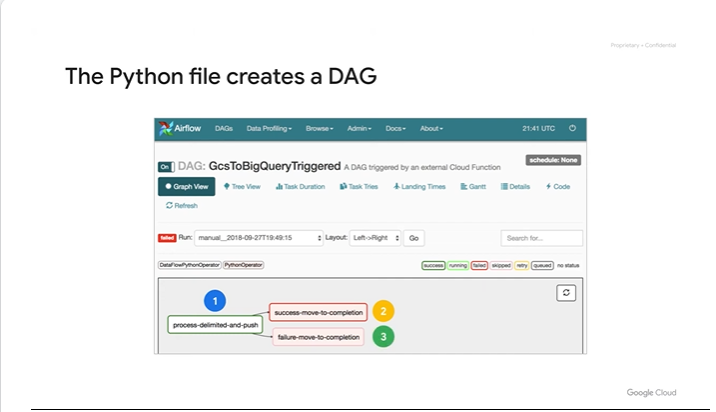 Proprietary + Confidential
The Python file creates a DAG
Airflow DAGs Data Profiling Browse Admin Docs About 21:41 UTC
On DAG: GcsToBigQueryTriggered A DAG triggered by an external Cloud Function schedule: None
Graph View Tree View Task Duration Task Tries Landing Times Gantt Details Code
Refresh
failed Run: manual__2018-09-27T19:49:15 Layout: Left->Right Go Search for...
DataFlowPythonOperator PythonOperator success running failed skipped retry queued no status
1
success-move-to-completion 2
process-delimited-and-push
failure-move-to-completion 3
Google Cloud